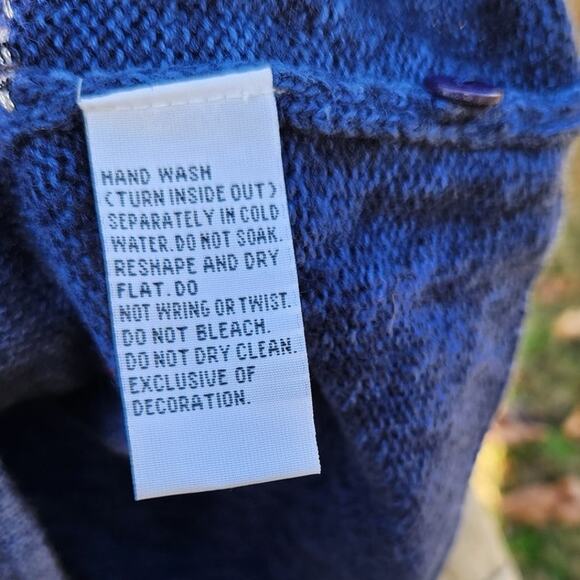 HAND WASH
(TURN INSIDE OUT)
SEPARATELY IN COLD
WATER.DO NOT SOAK.
RESHAPE AND DRY
FLAT.DO
NOT WRING OR TWIST.
DO NOT BLEACH.
DO NOT DRY CLEAN.
EXCLUSIVE OF
DECORATION.